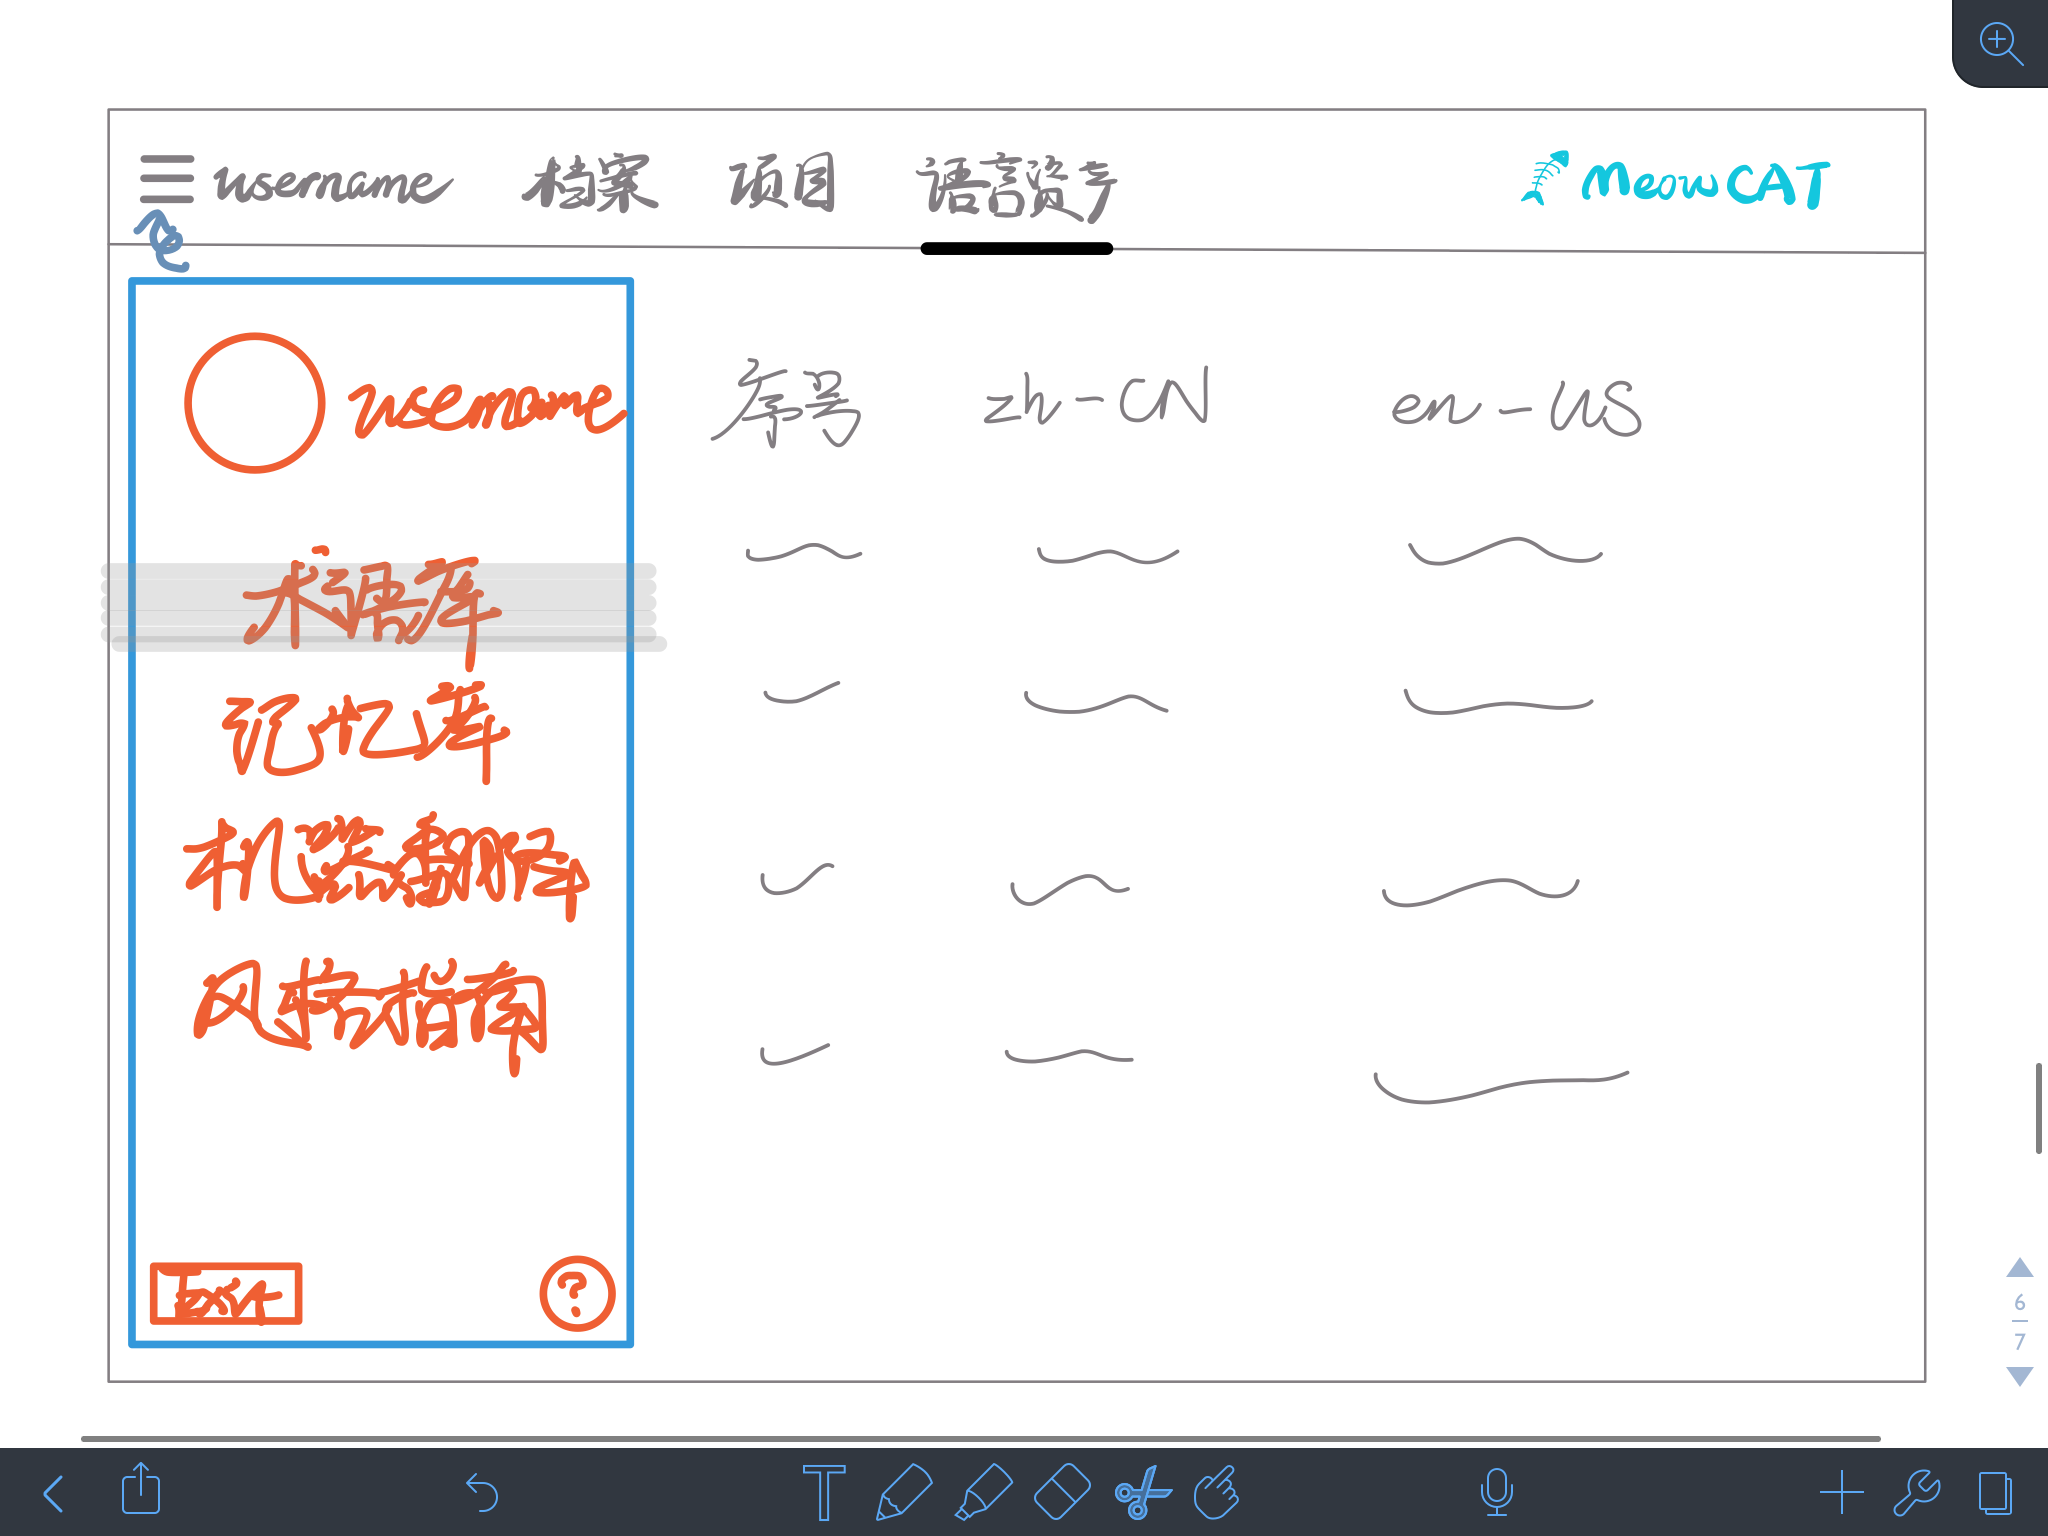 username 档案 项目 语言资产 MeowCAT
username
序号 zh-CN en-US
术语库
记忆库
机器翻译
风格指南
Exit ?
6
7